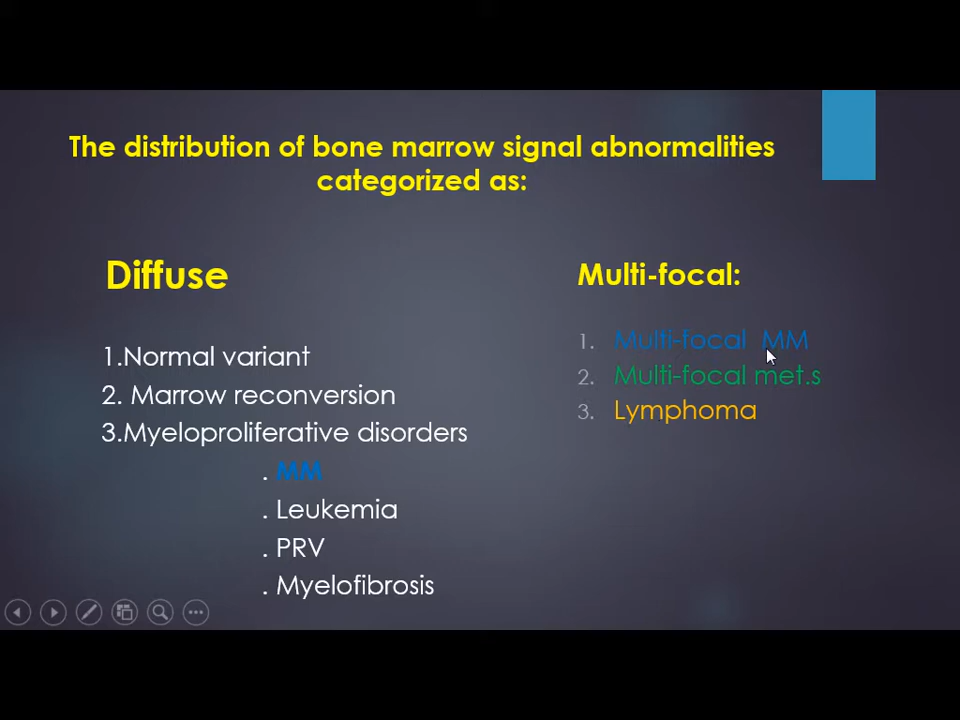 The distribution of bone marrow signal abnormalities
categorized as:
Diffuse
1.Normal variant
2. Marrow reconversion
3.Myeloproliferative disorders
. MM
. Leukemia
. PRV
. Myelofibrosis
Multi-focal:
1. Multi-focal MM
2. Multi-focal met.s
3. Lymphoma